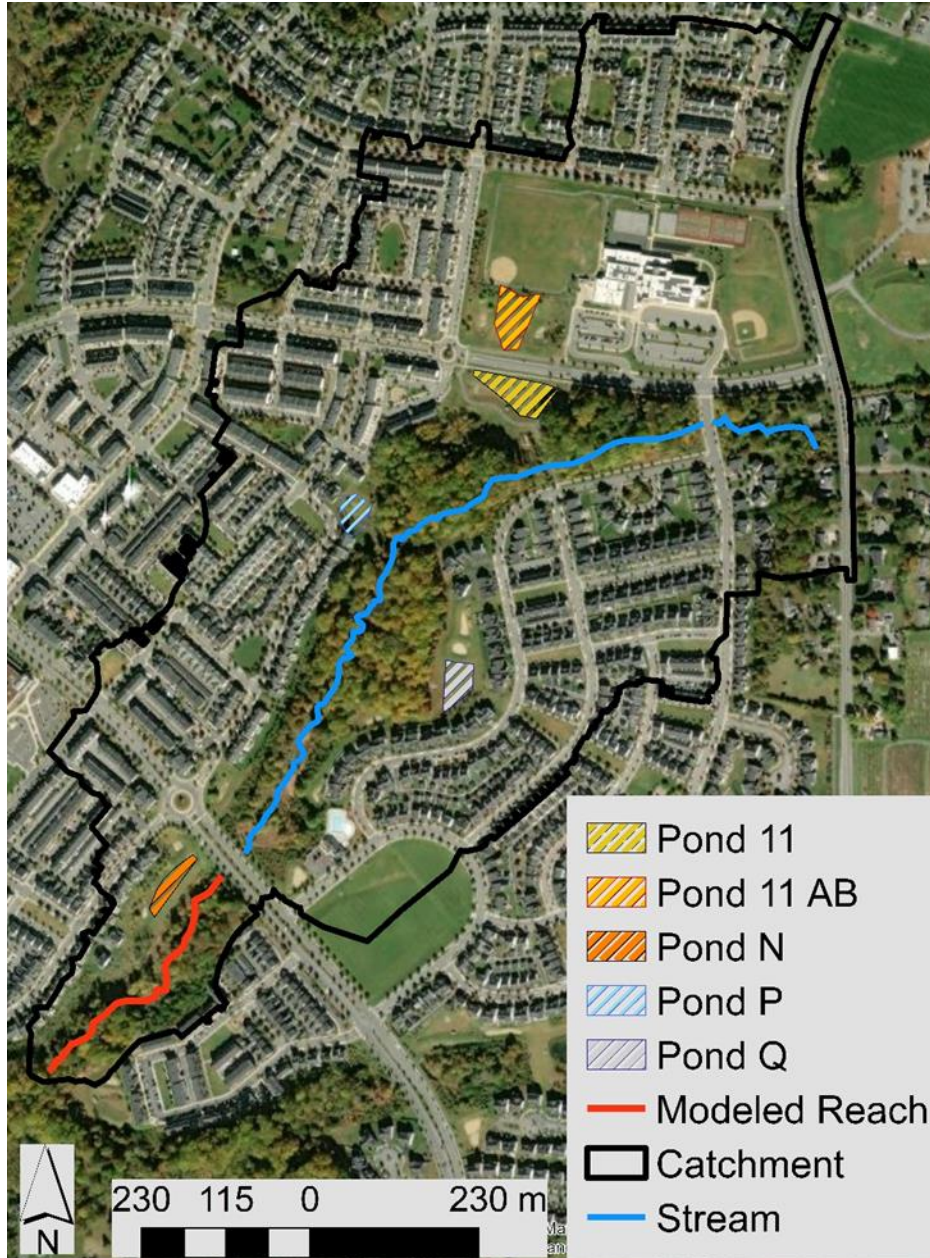 Pond 11
Pond 11 AB
Pond N
Pond P
Pond Q
Modeled Reach
Catchment
Stream
230 115 0 230 m
N